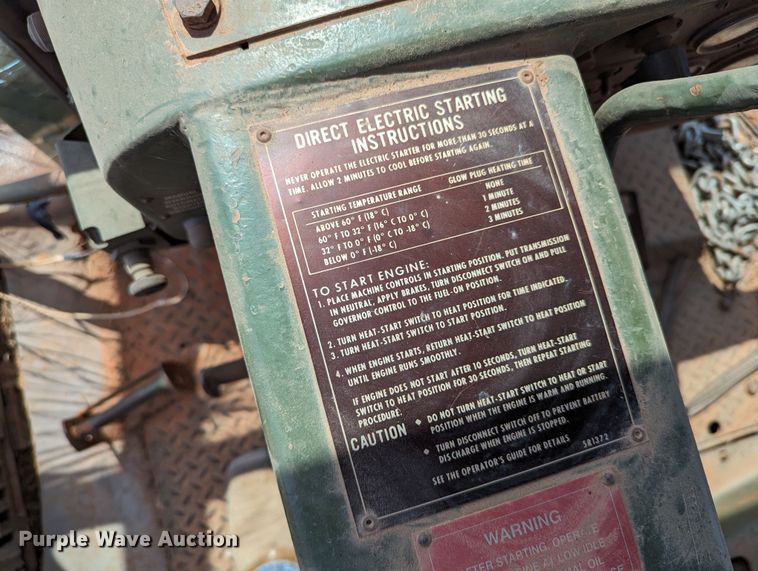 DIRECT ELECTRIC STARTING
INSTRUCTIONS
NEVER OPERATE THE ELECTRIC STARTER FOR MORE THAN 30 SECONDS AT A
TIME. ALLOW 2 MINUTES TO COOL BEFORE STARTING AGAIN.
STARTING TEMPERATURE RANGE GLOW PLUG HEATING TIME
ABOVE 60° F (18° C) NONE
60° F TO 32° F (16° C TO 0° C) 1 MINUTE
32° F TO 0° F (0° C TO -18° C) 2 MINUTES
BELOW 0° F (-18° C) 3 MINUTES
TO START ENGINE:
1. PLACE MACHINE CONTROLS IN STARTING POSITION. PUT TRANSMISSION
IN NEUTRAL, APPLY BRAKES, TURN DISCONNECT SWITCH ON AND PULL
GOVERNOR CONTROL TO THE FUEL-ON POSITION.
2. TURN HEAT-START SWITCH TO HEAT POSITION FOR TIME INDICATED.
3. TURN HEAT-START SWITCH TO START POSITION.
4. WHEN ENGINE STARTS, RETURN HEAT-START SWITCH TO HEAT POSITION
UNTIL ENGINE RUNS SMOOTHLY.
IF ENGINE DOES NOT START AFTER 10 SECONDS, TURN HEAT-START
SWITCH TO HEAT POSITION FOR 30 SECONDS, THEN REPEAT STARTING
PROCEDURE.
CAUTION
• DO NOT TURN HEAT-START SWITCH TO HEAT OR START
POSITION WHEN THE ENGINE IS WARM AND RUNNING.
• TURN DISCONNECT SWITCH OFF TO PREVENT BATTERY
DISCHARGE WHEN ENGINE IS STOPPED.
SEE THE OPERATOR'S GUIDE FOR DETAILS 5R1372
WARNING
AFTER STARTING, OPERATE
ENGINE AT LOW IDLE
OIL
Purple Wave Auction